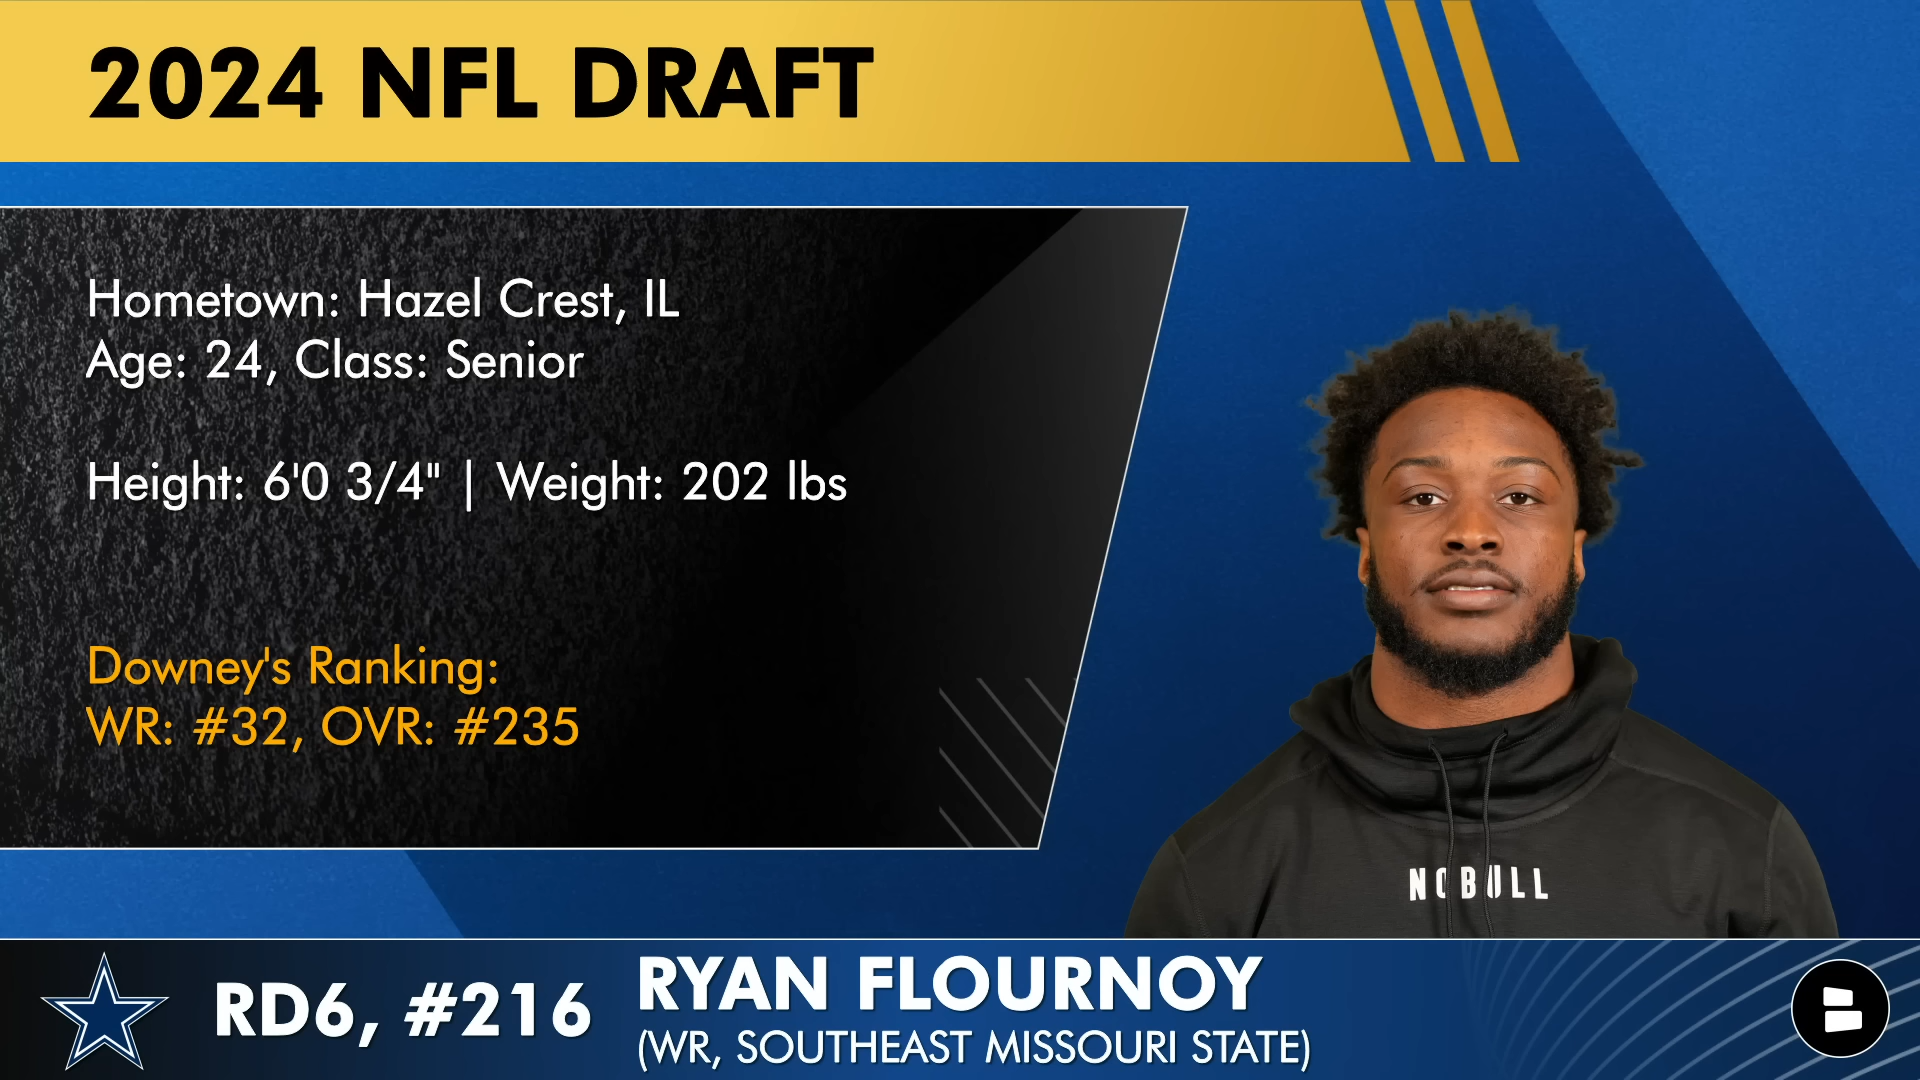 2024 NFL DRAFT
Hometown: Hazel Crest, IL
Age: 24, Class: Senior
Height: 6'0 3/4" | Weight: 202 lbs
Downey's Ranking:
WR: #32, OVR: #235
NOBULL
RD6, #216
RYAN FLOURNOY
(WR, SOUTHEAST MISSOURI STATE)